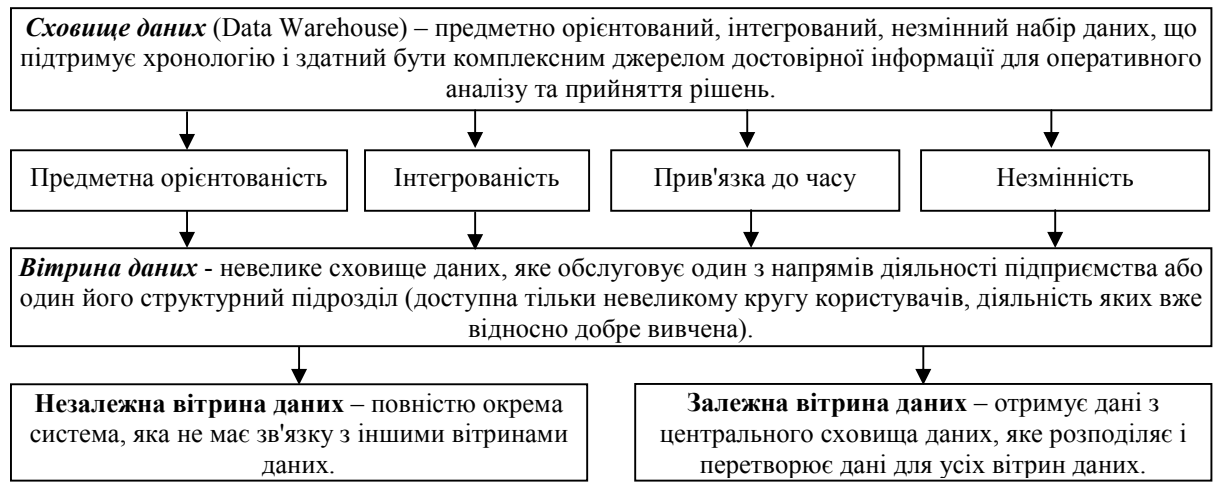 Сховище даних (Data Warehouse) – предметно орієнтований, інтегрований, незмінний набір даних, що
підтримує хронологію і здатний бути комплексним джерелом достовірної інформації для оперативного
аналізу та прийняття рішень.
Предметна орієнтованість
Інтегрованість
Прив'язка до часу
Незмінність
Вітрина даних - невелике сховище даних, яке обслуговує один з напрямів діяльності підприємства або
один його структурний підрозділ (доступна тільки невеликому кругу користувачів, діяльність яких вже
відносно добре вивчена).
Незалежна вітрина даних – повністю окрема
система, яка не має зв'язку з іншими вітринами
даних.
Залежна вітрина даних – отримує дані з
центрального сховища даних, яке розподіляє і
перетворює дані для усіх вітрин даних.